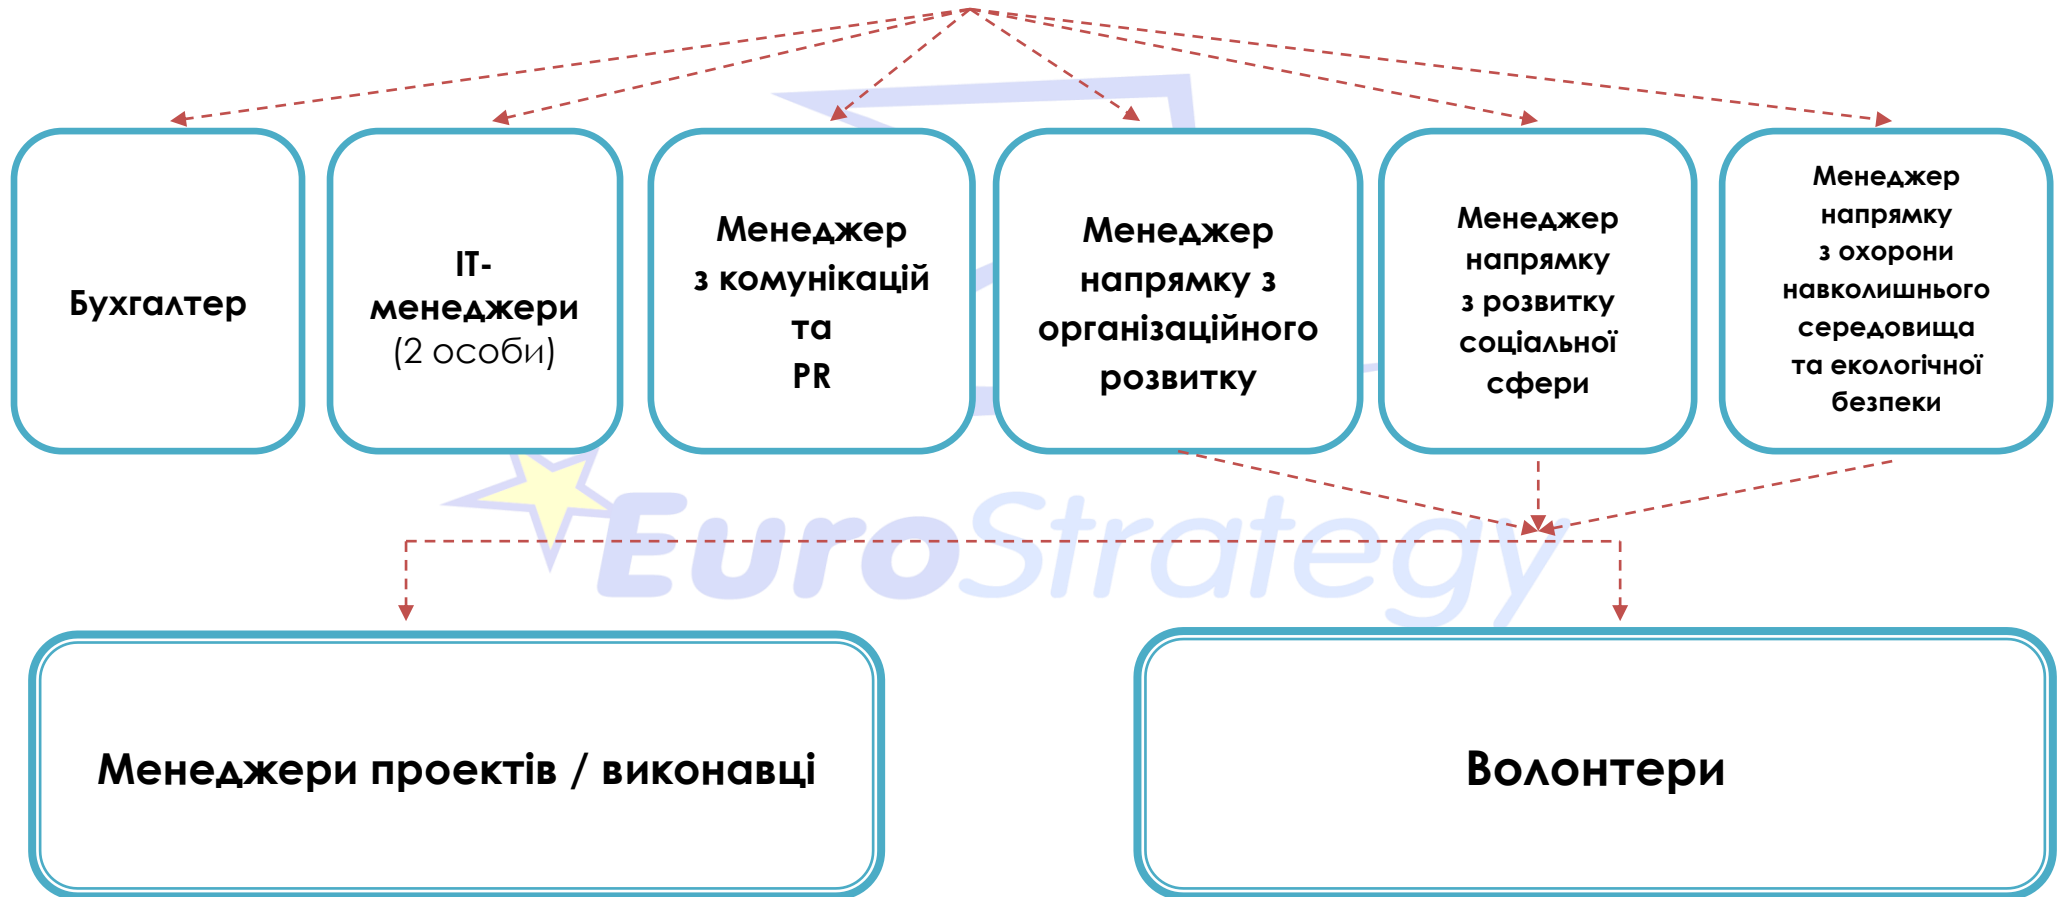 Бухгалтер
ІТ-
менеджери
(2 особи)
Менеджер
з комунікацій
та
PR
Менеджер
напрямку з
організаційного
розвитку
Менеджер
напрямку
з розвитку
соціальної
сфери
Менеджер
напрямку
з охорони
навколишнього
середовища
та екологічної
безпеки
EuroStrategy
Менеджери проектів / виконавці
Волонтери